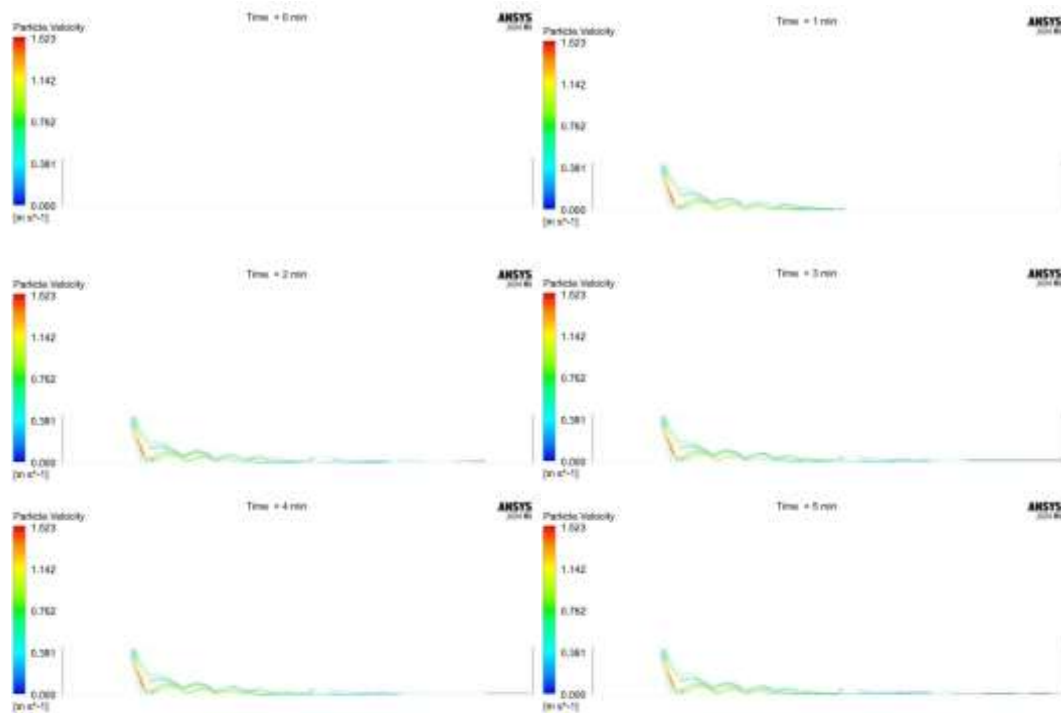 Time = 0 min
ANSYS
Particle Velocity
1.523
1.142
0.762
0.381
0.000
[m s^-1]
Time = 1 min
ANSYS
Particle Velocity
1.523
1.142
0.762
0.381
0.000
[m s^-1]
Time = 2 min
ANSYS
Particle Velocity
1.523
1.142
0.762
0.381
0.000
[m s^-1]
Time = 3 min
ANSYS
Particle Velocity
1.523
1.142
0.762
0.381
0.000
[m s^-1]
Time = 4 min
ANSYS
Particle Velocity
1.523
1.142
0.762
0.381
0.000
[m s^-1]
Time = 5 min
ANSYS
Particle Velocity
1.523
1.142
0.762
0.381
0.000
[m s^-1]